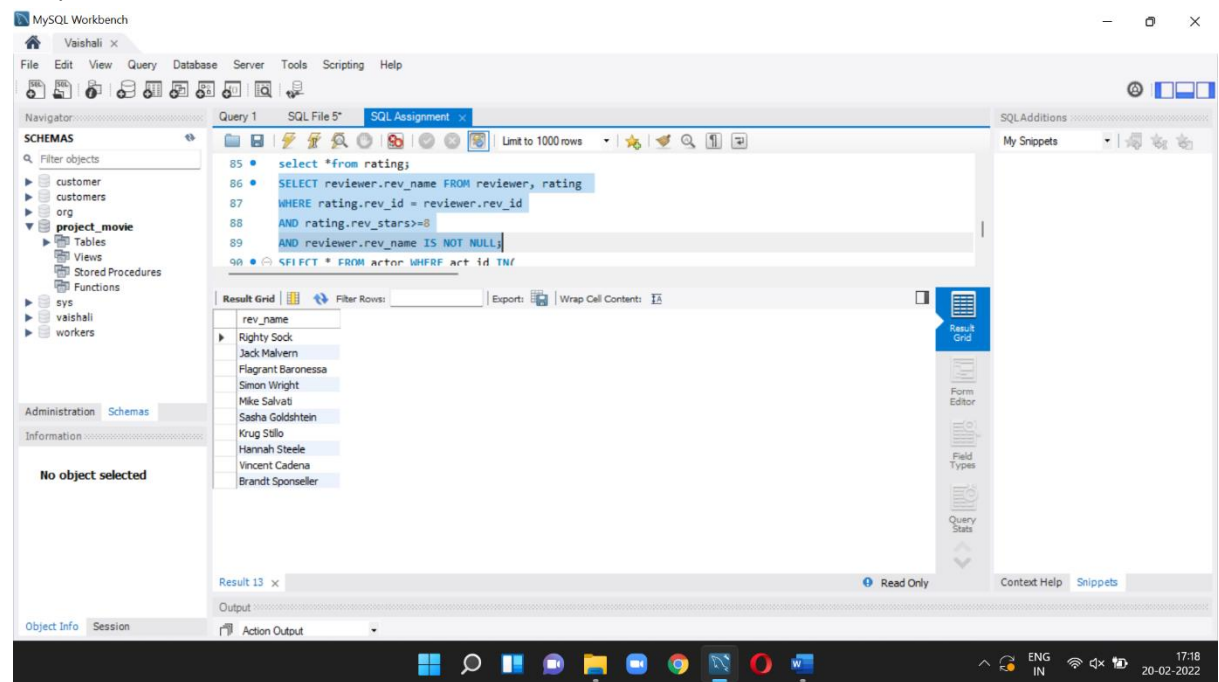 MySQL Workbench
Vaishali
File Edit View Query Database Server Tools Scripting Help
Navigator
SCHEMAS
Filter objects
customer
customers
org
project_movie
Tables
Views
Stored Procedures
Functions
sys
vaishali
workers
Administration Schemas
Information
No object selected
Object Info Session
Query 1 SQL File 5* SQL Assignment
Limit to 1000 rows
85 select *from rating;
86 SELECT reviewer.rev_name FROM reviewer, rating
87 WHERE rating.rev_id = reviewer.rev_id
88 AND rating.rev_stars>=8
89 AND reviewer.rev_name IS NOT NULL;
90 SELECT * FROM actor WHERE act_id IN(
Result Grid Filter Rows: Export: Wrap Cell Content:
rev_name
Righty Sock
Jack Malvern
Flagrant Baronessa
Simon Wright
Mike Salvati
Sasha Goldshtein
Krug Stillo
Hannah Steele
Vincent Cadena
Brandt Sponseller
Result Grid
Form Editor
Field Types
Query Stats
Result 13
Read Only
Output
Action Output
SQLAdditions
My Snippets
Context Help Snippets
ENG
IN
17:18
20-02-2022